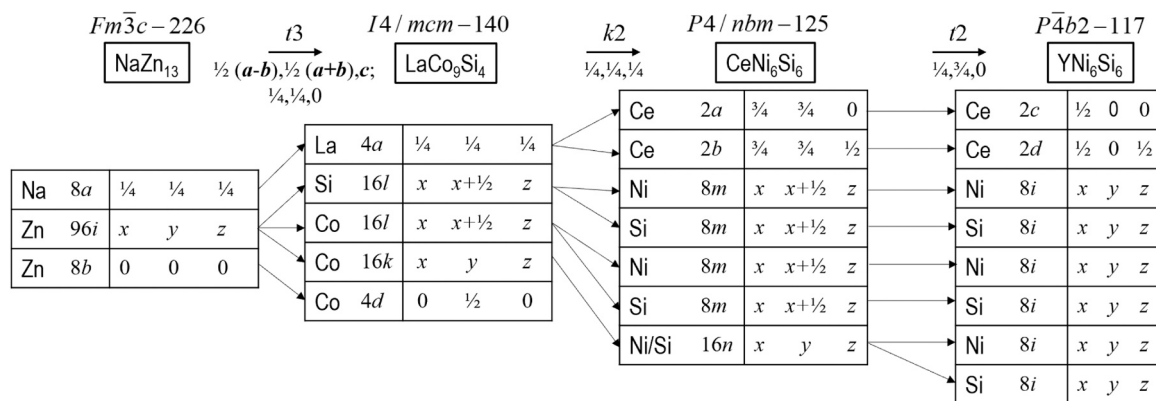 Fm3̅c – 226
t3
I4/mcm – 140
k2
P4/nbm – 125
t2
P4̅b2 – 117
NaZn₁₃
½ (a-b),½ (a+b),c;
¼,¼,0
LaCo₉Si₄
¼,¼,¼
CeNi₆Si₆
¼,¾,0
YNi₆Si₆
Na 8a ¼ ¼ ¼
Zn 96i x y z
Zn 8b 0 0 0
La 4a ¼ ¼ ¼
Si 16l x x+½ z
Co 16l x x+½ z
Co 16k x y z
Co 4d 0 ½ 0
Ce 2a ¾ ¾ 0
Ce 2b ¾ ¾ ½
Ni 8m x x+½ z
Si 8m x x+½ z
Ni 8m x x+½ z
Si 8m x x+½ z
Ni/Si 16n x y z
Ce 2c ½ 0 0
Ce 2d ½ 0 ½
Ni 8i x y z
Si 8i x y z
Ni 8i x y z
Si 8i x y z
Ni 8i x y z
Si 8i x y z